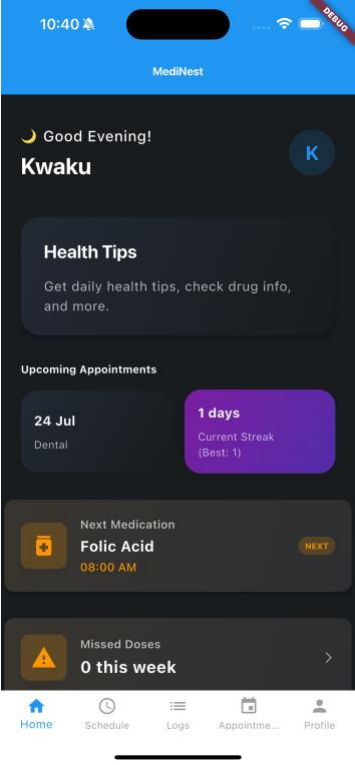 10:40
DEBUG
MediNest
Good Evening!
Kwaku
K
Health Tips
Get daily health tips, check drug info,
and more.
Upcoming Appointments
24 Jul
Dental
1 days
Current Streak
(Best: 1)
Next Medication
Folic Acid
08:00 AM
NEXT
Missed Doses
0 this week
Home
Schedule
Logs
Appointme...
Profile